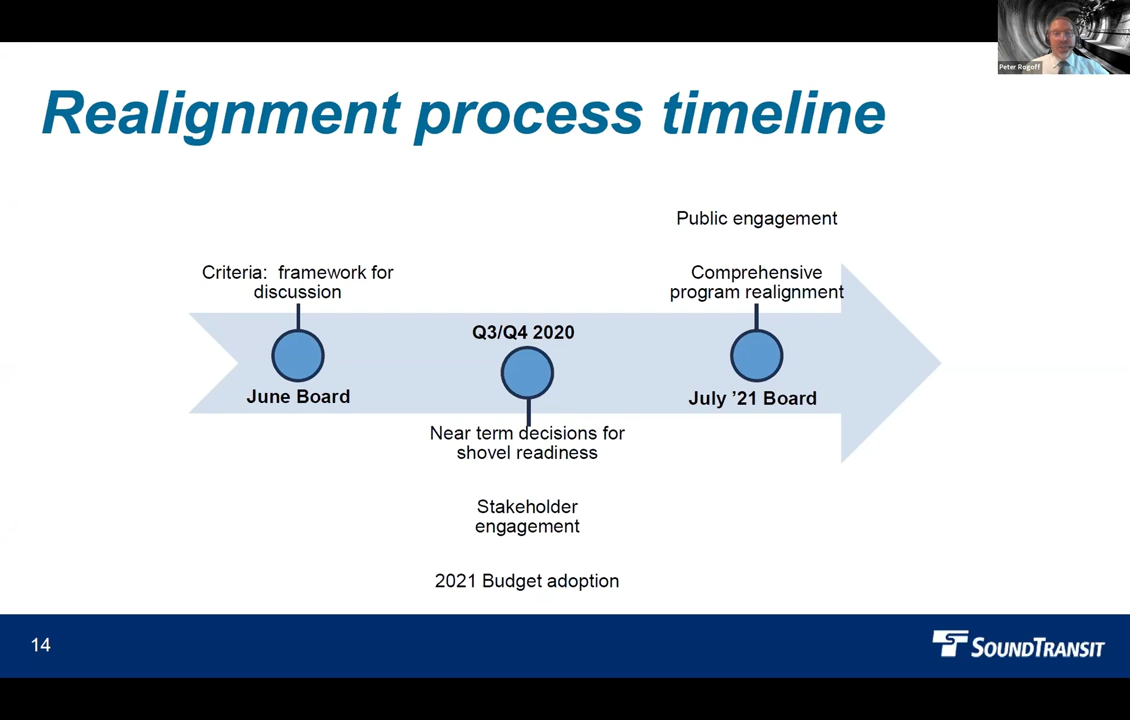 Peter Rogoff
Realignment process timeline
Public engagement
Criteria:  framework for
discussion
Comprehensive
program realignment
Q3/Q4 2020
June Board
July ’21 Board
Near term decisions for
shovel readiness
Stakeholder
engagement
2021 Budget adoption
14
SOUNDTRANSIT